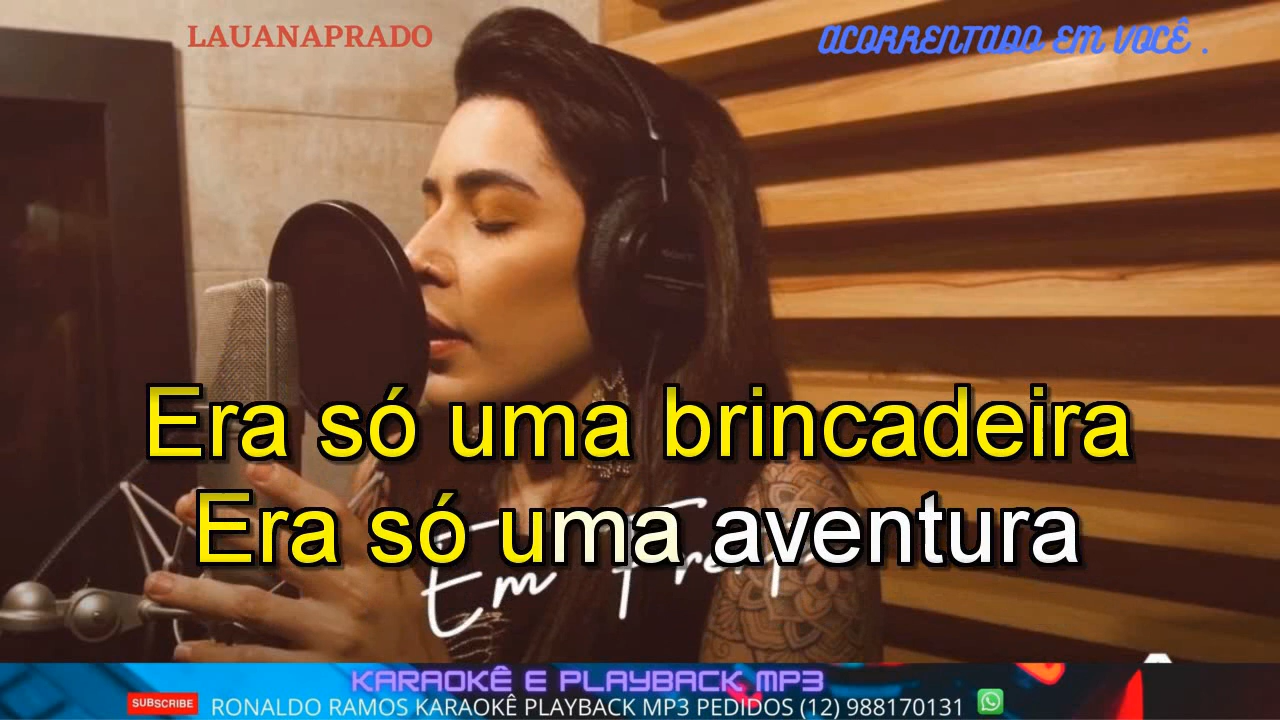 LAUANAPRADO
ACORRENTADO EM VOCÊ .
Era só uma brincadeira
Era só uma aventura
Em
KARAOKÊ E PLAYBACK MP3
SUBSCRIBE RONALDO RAMOS KARAOKÊ PLAYBACK MP3 PEDIDOS (12) 988170131